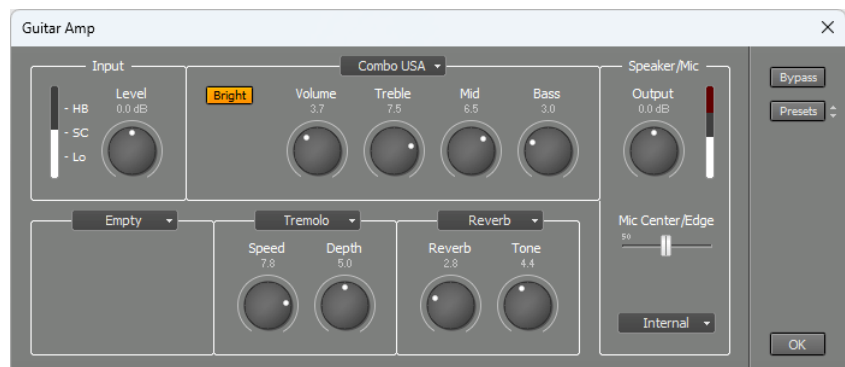 Guitar Amp
Input
Combo USA
Speaker/Mic
Bypass
Level
0.0 dB
- HB
- SC
- Lo
Bright
Volume
3.7
Treble
7.5
Mid
6.5
Bass
3.0
Output
0.0 dB
Presets
Empty
Tremolo
Reverb
Mic Center/Edge
50
Speed
7.8
Depth
5.0
Reverb
2.8
Tone
4.4
Internal
OK